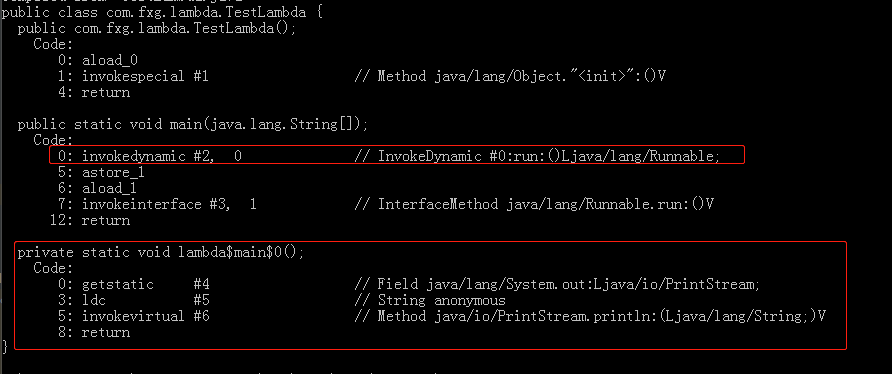 public class com.fxg.lambda.TestLambda {
  public com.fxg.lambda.TestLambda();
    Code:
       0: aload_0
       1: invokespecial #1                  // Method java/lang/Object."<init>":()V
       4: return

  public static void main(java.lang.String[]);
    Code:
       0: invokedynamic #2,  0              // InvokeDynamic #0:run:()Ljava/lang/Runnable;
       5: astore_1
       6: aload_1
       7: invokeinterface #3,  1            // InterfaceMethod java/lang/Runnable.run:()V
      12: return

  private static void lambda$main$0();
    Code:
       0: getstatic     #4                  // Field java/lang/System.out:Ljava/io/PrintStream;
       3: ldc           #5                  // String anonymous
       5: invokevirtual #6                  // Method java/io/PrintStream.println:(Ljava/lang/String;)V
       8: return
}